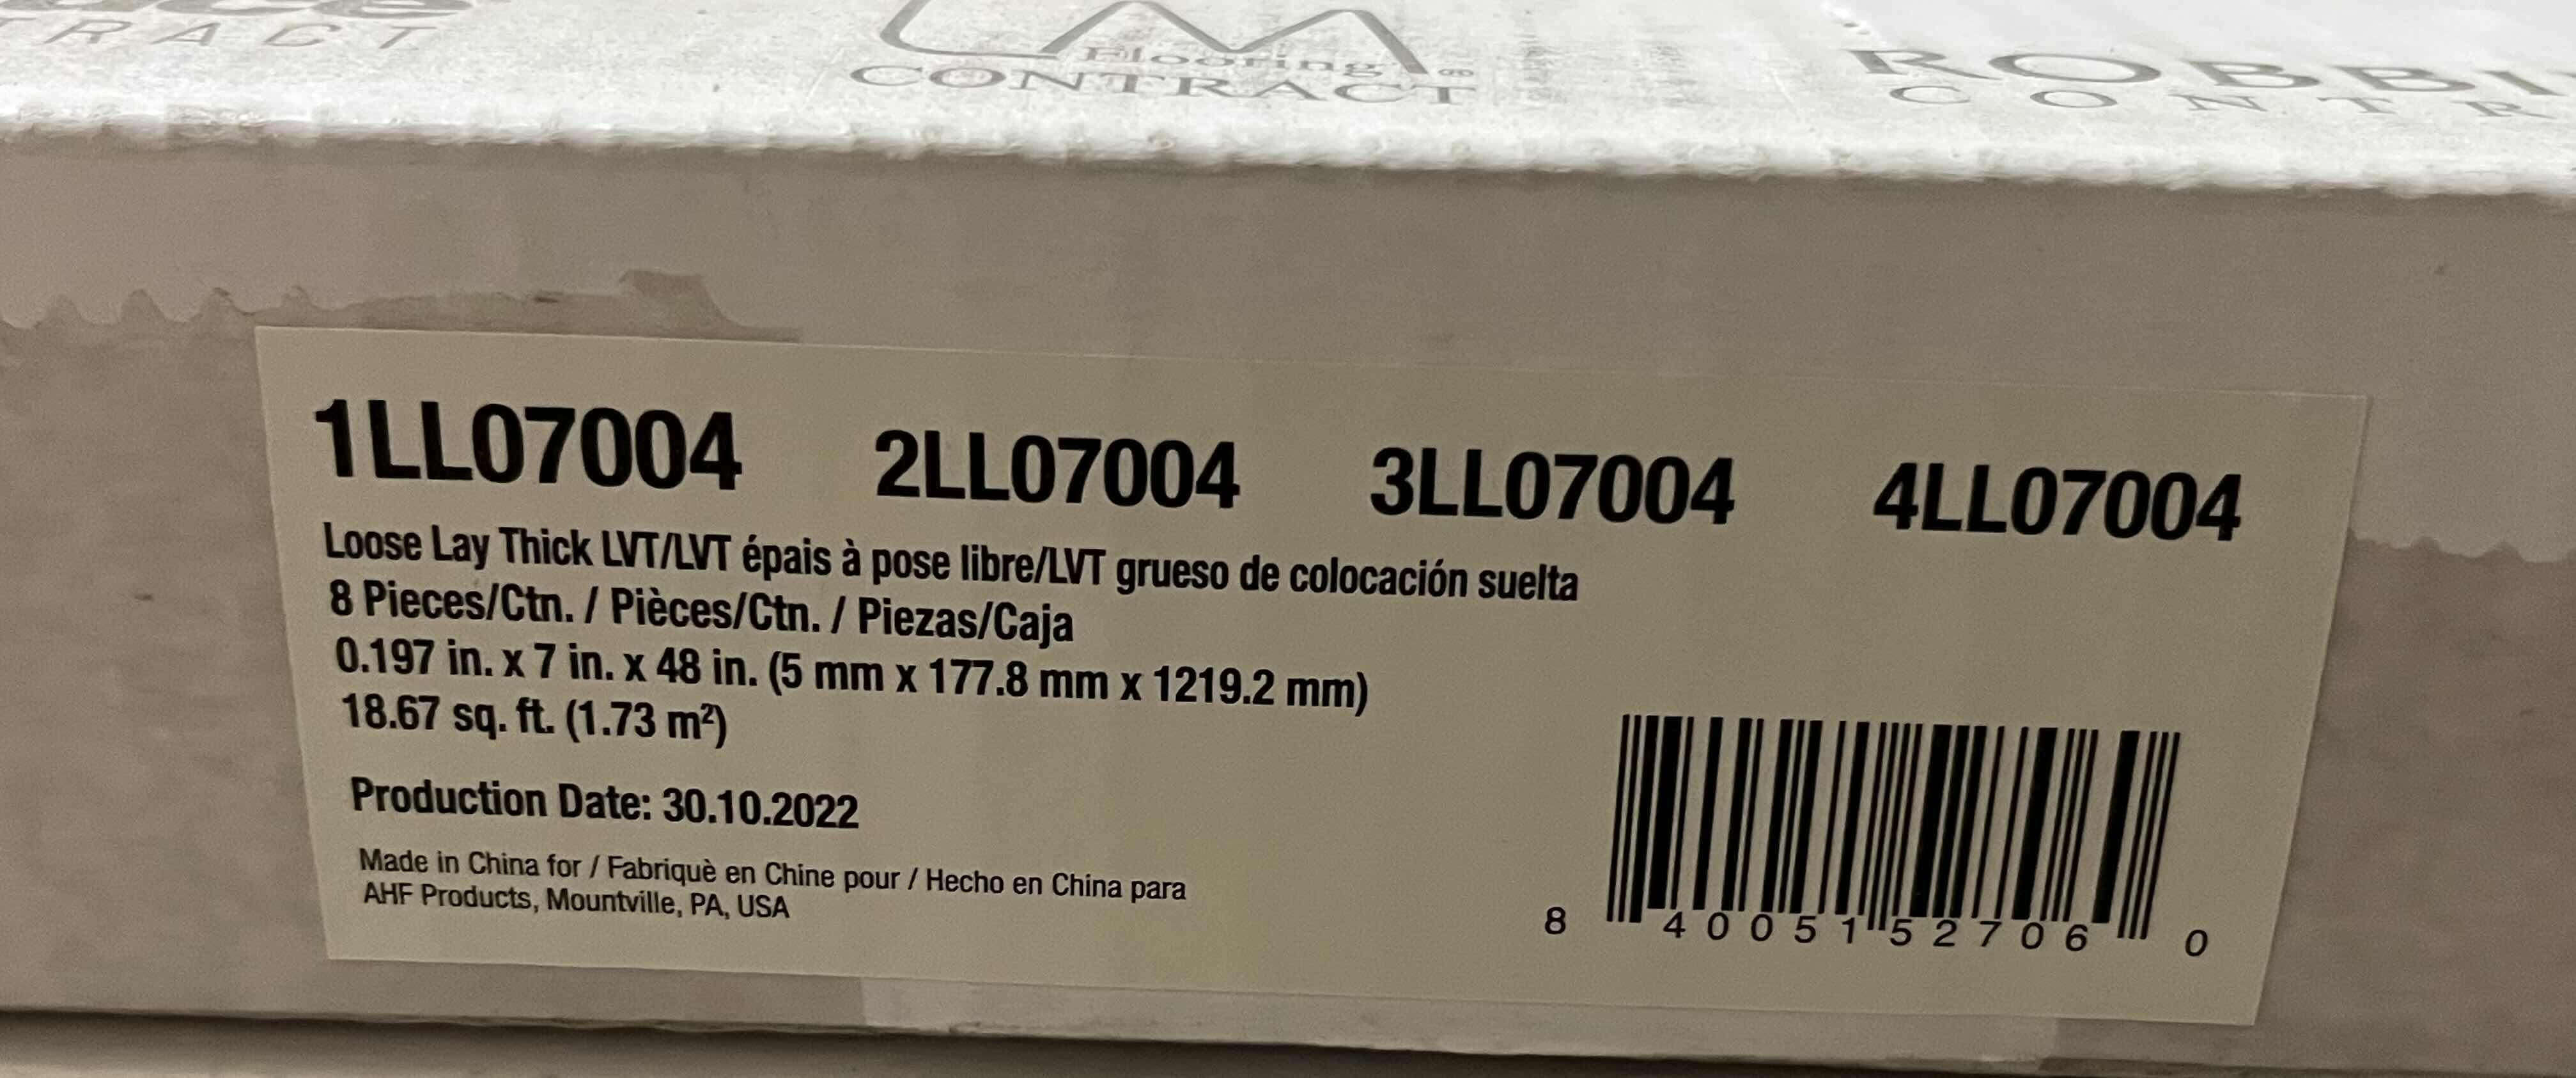 RACT
LM
Flooring®
CONTRACT
ROBBI
CONTR
1LL07004 2LL07004 3LL07004 4LL07004
Loose Lay Thick LVT/LVT épais à pose libre/LVT grueso de colocación suelta
8 Pieces/Ctn. / Pièces/Ctn. / Piezas/Caja
0.197 in. x 7 in. x 48 in. (5 mm x 177.8 mm x 1219.2 mm)
18.67 sq. ft. (1.73 m²)
Production Date: 30.10.2022
Made in China for / Fabriquè en Chine pour / Hecho en China para
AHF Products, Mountville, PA, USA
8 40051 52706 0